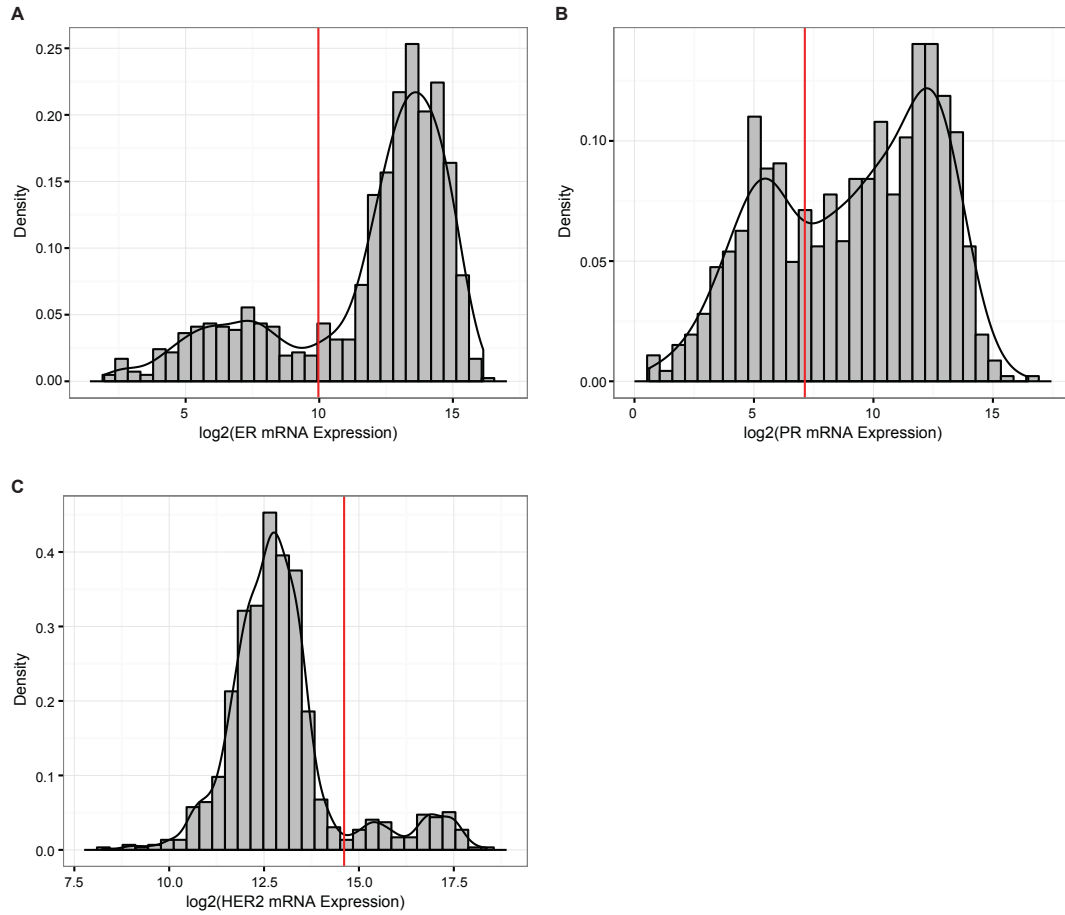 A
B
0.25
0.20
0.15
0.10
0.05
0.00
Density
5
10
15
log2(ER mRNA Expression)
0.10
0.05
0.00
Density
0
5
10
15
log2(PR mRNA Expression)
C
0.4
0.3
0.2
0.1
0.0
Density
7.5
10.0
12.5
15.0
17.5
log2(HER2 mRNA Expression)